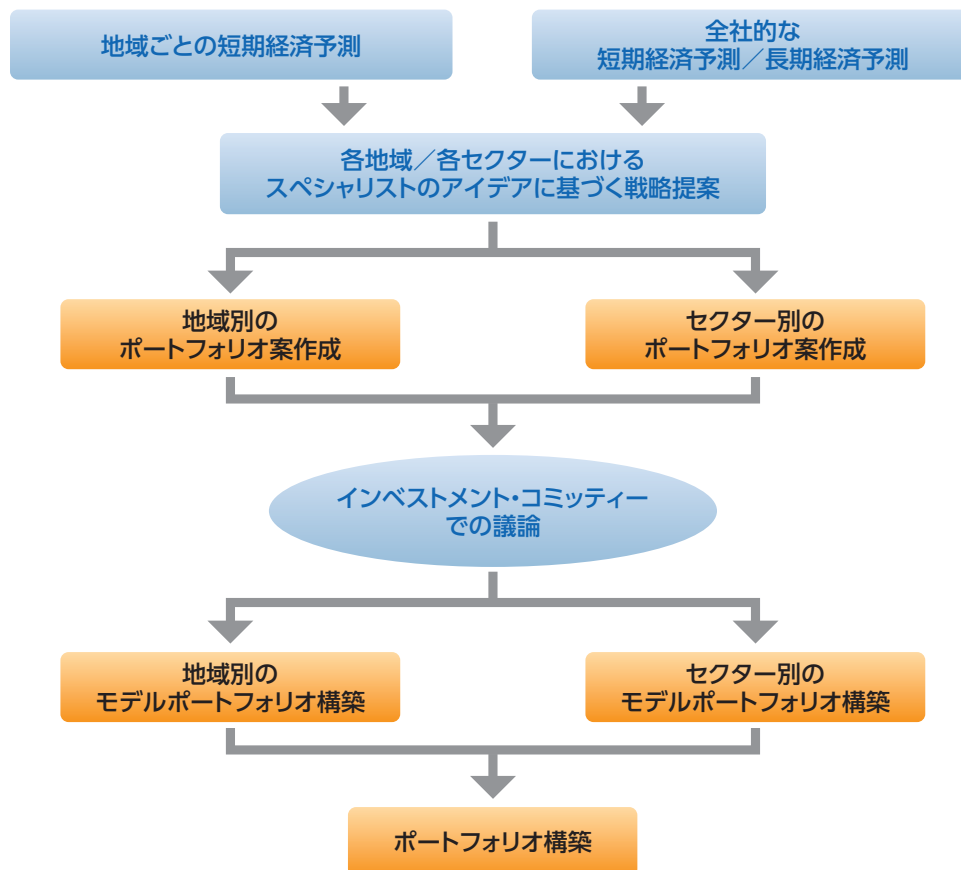 地域ごとの短期経済予測
全社的な
短期経済予測／長期経済予測
各地域／各セクターにおける
スペシャリストのアイデアに基づく戦略提案
地域別の
ポートフォリオ案作成
セクター別の
ポートフォリオ案作成
インベストメント・コミッティー
での議論
地域別の
モデルポートフォリオ構築
セクター別の
モデルポートフォリオ構築
ポートフォリオ構築